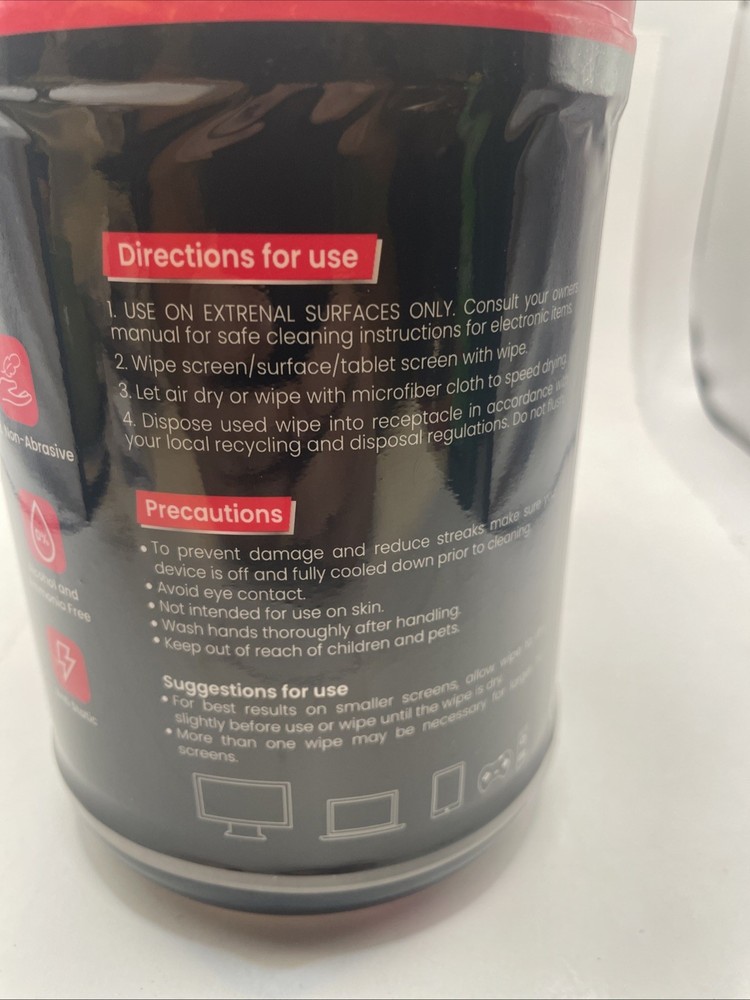 Directions for use
1. USE ON EXTRENAL SURFACES ONLY. Consult your owners
manual for safe cleaning instructions for electronic items.
2. Wipe screen/surface/tablet screen with wipe.
3. Let air dry or wipe with microfiber cloth to speed drying.
4. Dispose used wipe into receptacle in accordance
your local recycling and disposal regulations. Do not
Non-Abrasive
Precautions
• To prevent damage and reduce streaks make sure
device is off and fully cooled down prior to cleaning.
• Avoid eye contact.
• Not intended for use on skin.
• Wash hands thoroughly after handling.
• Keep out of reach of children and pets.
0%
and
Free
Suggestions for use
• For best results on smaller screens, allow wipe to
slightly before use or wipe until the wipe is dry.
• More than one wipe may be necessary for
screens.